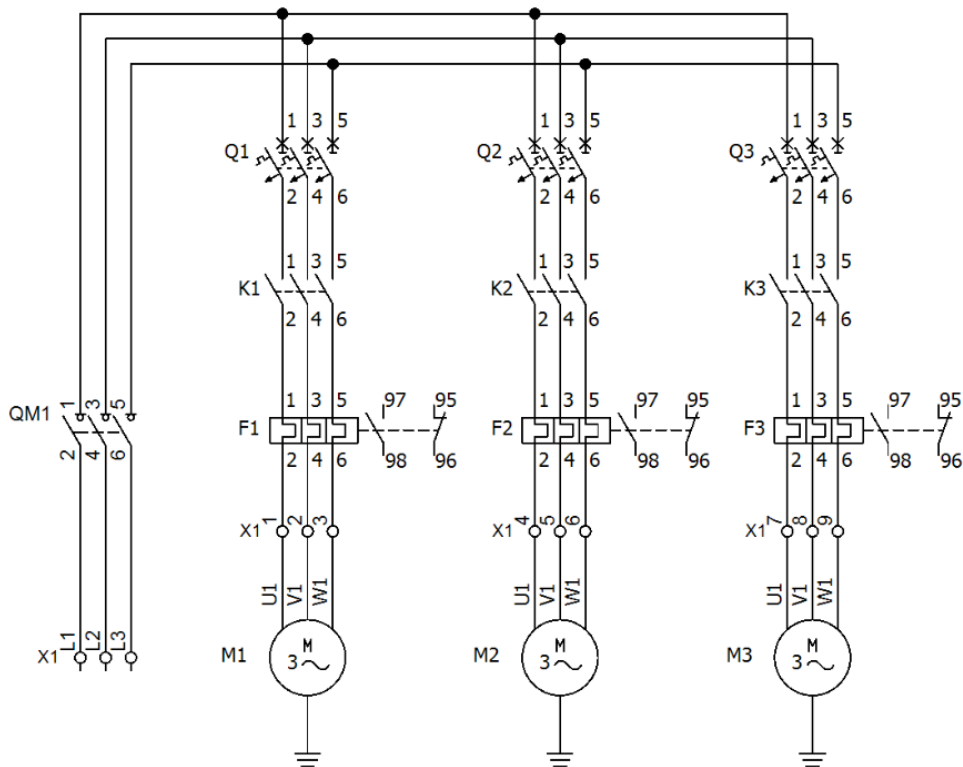 1 3 5 1 3 5 1 3 5
Q1 Q2 Q3
2 4 6 2 4 6 2 4 6
1 3 5 1 3 5 1 3 5
K1 K2 K3
2 4 6 2 4 6 2 4 6
1 3 5 1 3 5 97 95 1 3 5 97 95 1 3 5 97 95
QM1 F1 F2 F3
2 4 6 2 4 6 98 96 2 4 6 98 96 2 4 6 98 96
X1 1 2 3 X1 4 5 6 X1 7 8 9
U1 V1 W1 U1 V1 W1 U1 V1 W1
X1 L1 L2 L3 M1 M 3 M2 M 3 M3 M 3